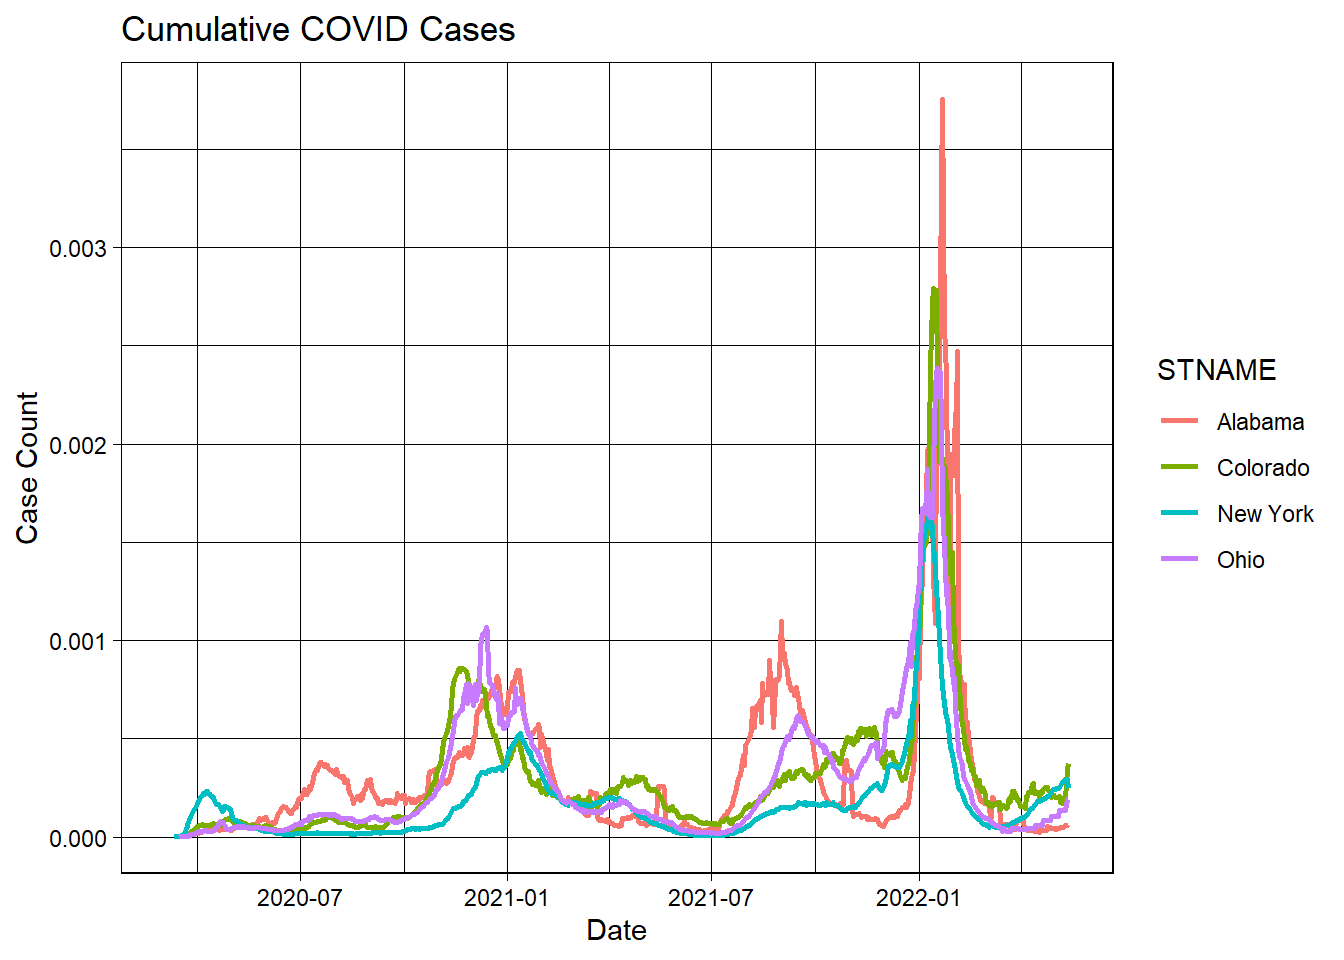 Cumulative COVID Cases
Case Count
0.003
0.002
0.001
0.000
2020-07
2021-01
2021-07
2022-01
Date
STNAME
Alabama
Colorado
New York
Ohio